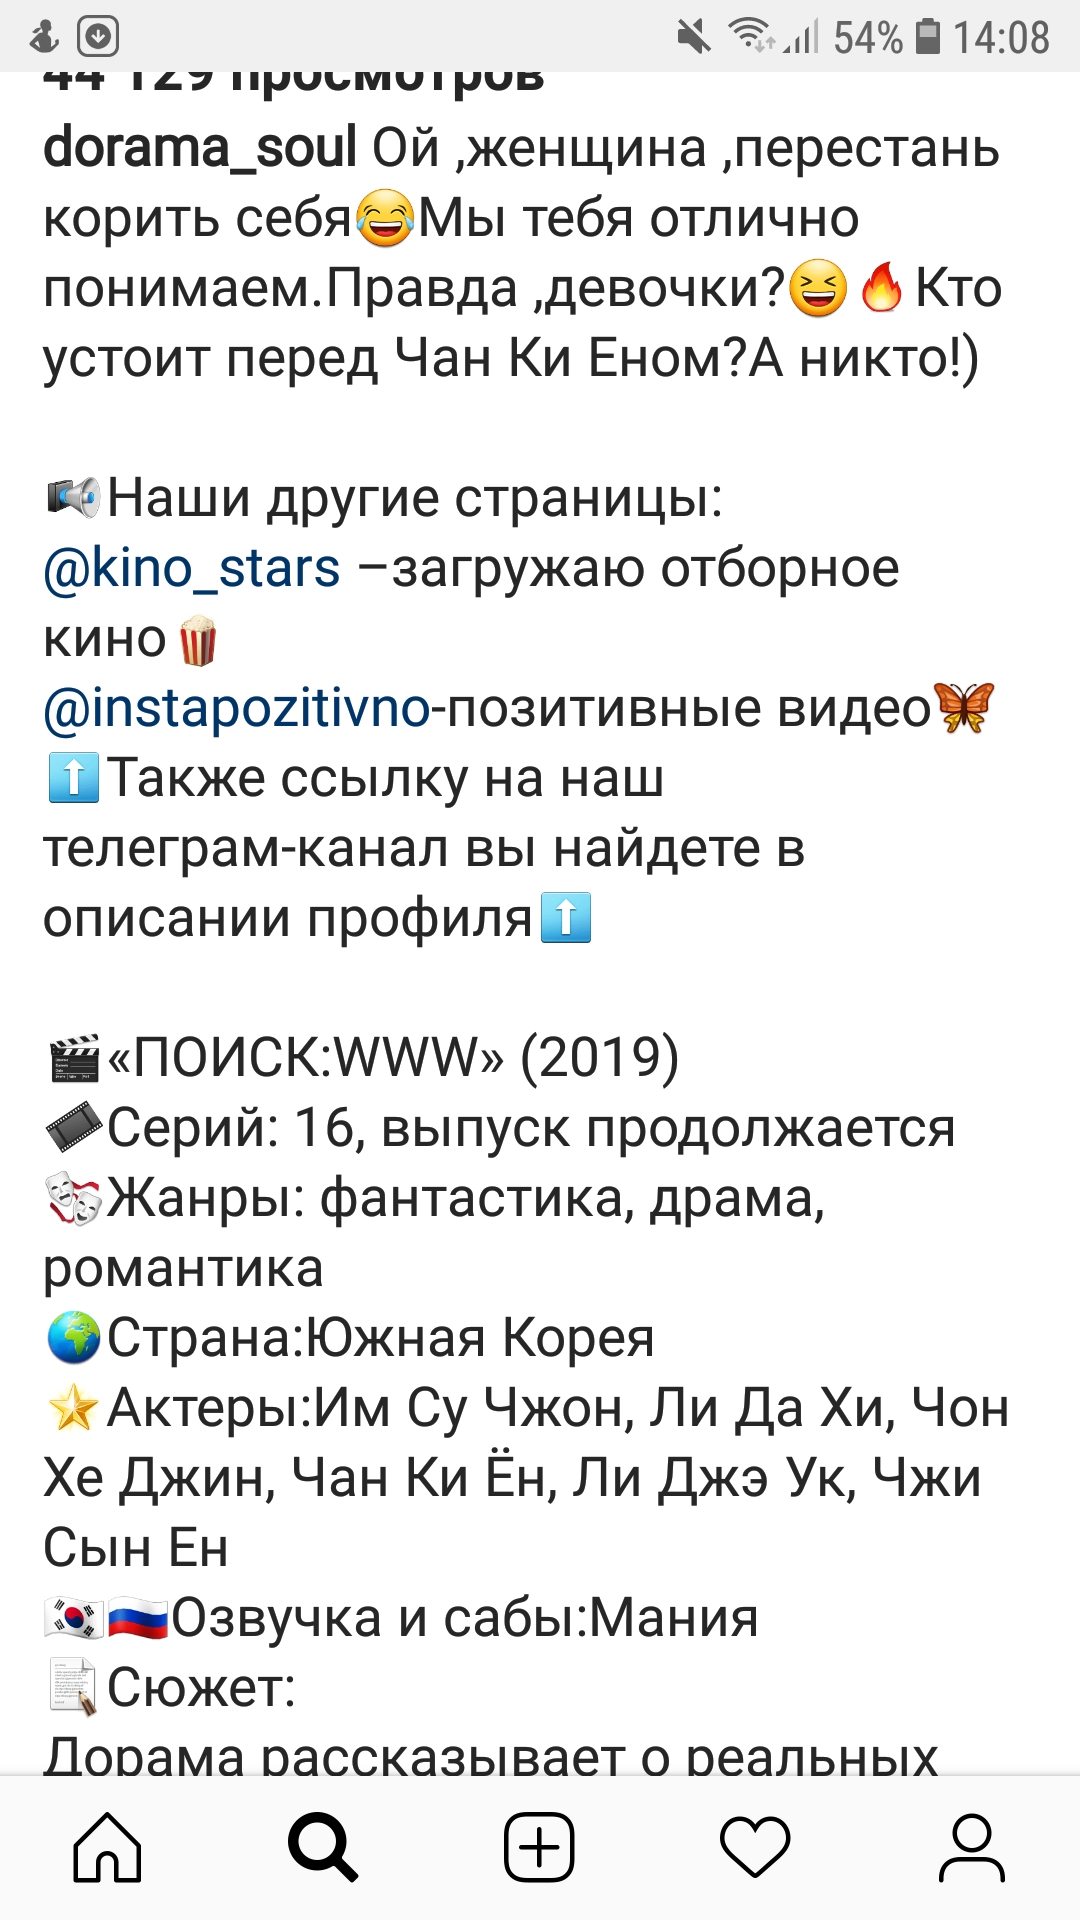 54% 14:08
44 129 просмотров
dorama_soul Ой ,женщина ,перестань
корить себя😂Мы тебя отлично
понимаем.Правда ,девочки?😆🔥Кто
устоит перед Чан Ки Еном?А никто!)
📢Наши другие страницы:
@kino_stars –загружаю отборное
кино🍿
@instapozitivno-позитивные видео🦋
⬆️Также ссылку на наш
телеграм-канал вы найдете в
описании профиля⬆️
🎬«ПОИСК:WWW» (2019)
🎞Серий: 16, выпуск продолжается
🎭Жанры: фантастика, драма,
романтика
🌍Страна:Южная Корея
⭐Актеры:Им Су Чжон, Ли Да Хи, Чон
Хе Джин, Чан Ки Ён, Ли Джэ Ук, Чжи
Сын Ен
🇰🇷🇷🇺Озвучка и сабы:Мания
📝Сюжет:
Дорама рассказывает о реальных